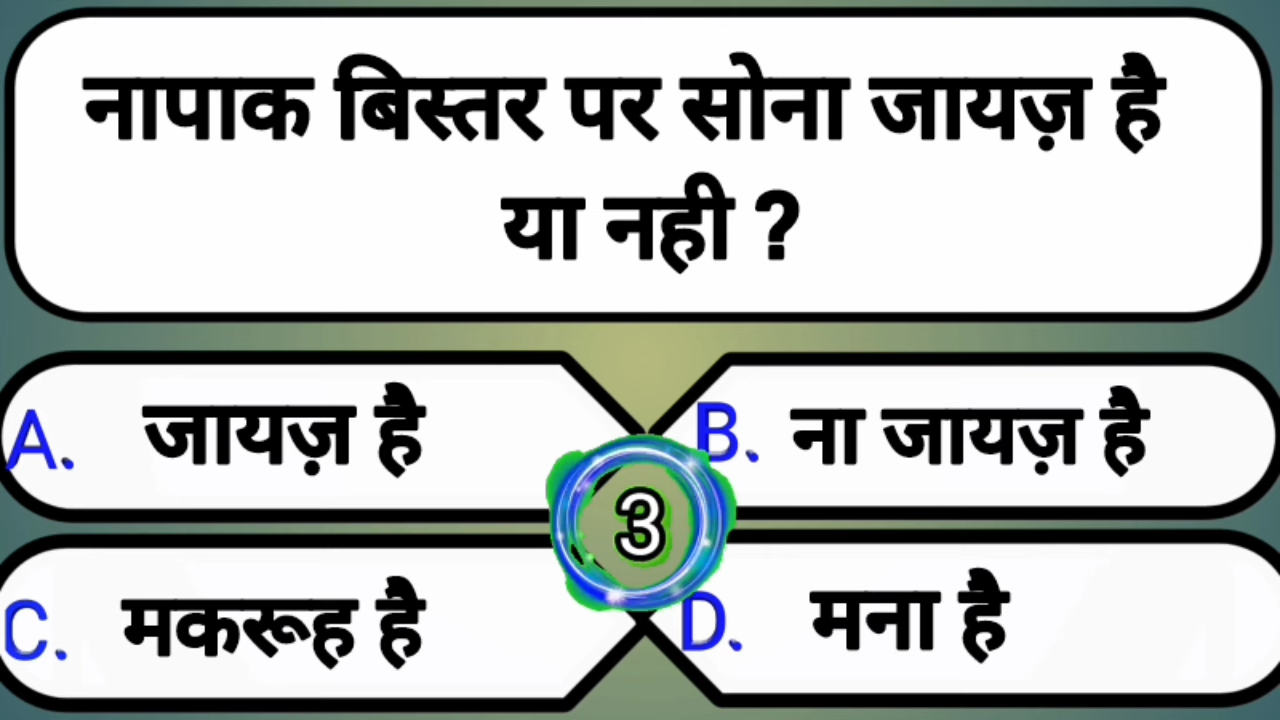 नापाक बिस्तर पर सोना जायज़ है
या नही ?
A. जायज़ है
B. ना जायज़ है
3
C. मकरूह है
D. मना है